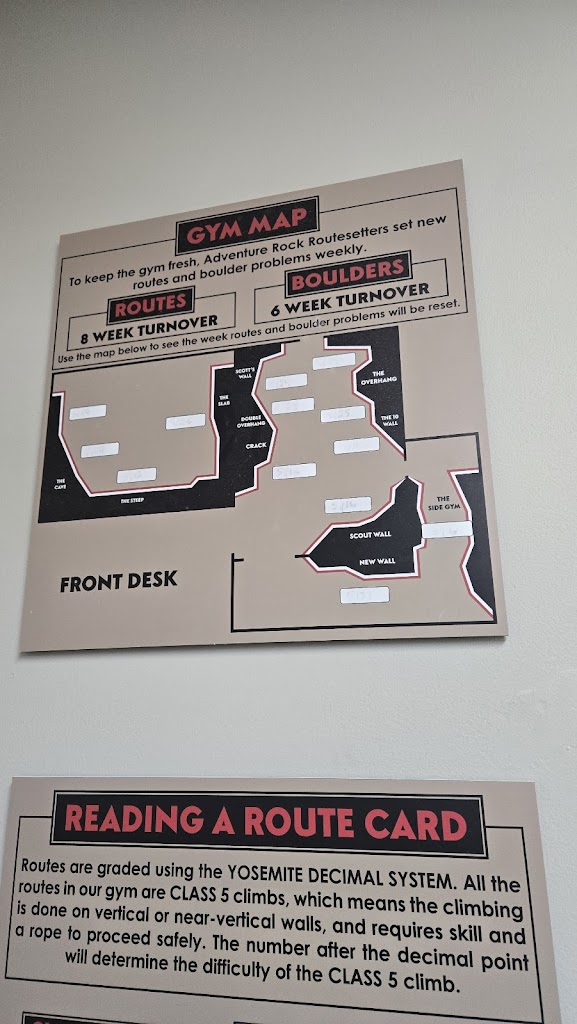 GYM MAP
To keep the gym fresh, Adventure Rock Routesetters set new
routes and boulder problems weekly.
ROUTES
8 WEEK TURNOVER
BOULDERS
6 WEEK TURNOVER
Use the map below to see the week routes and boulder problems will be reset.
SCOTT'S
WALL
THE
SLAB
DOUBLE
OVERHANG
CRACK
THE
OVERHANG
THE 10
WALL
THE
CAVE
THE STEEP
THE
SIDE GYM
SCOUT WALL
NEW WALL
FRONT DESK
READING A ROUTE CARD
Routes are graded using the YOSEMITE DECIMAL SYSTEM. All the
routes in our gym are CLASS 5 climbs, which means the climbing
is done on vertical or near-vertical walls, and requires skill and
a rope to proceed safely. The number after the decimal point
will determine the difficulty of the CLASS 5 climb.